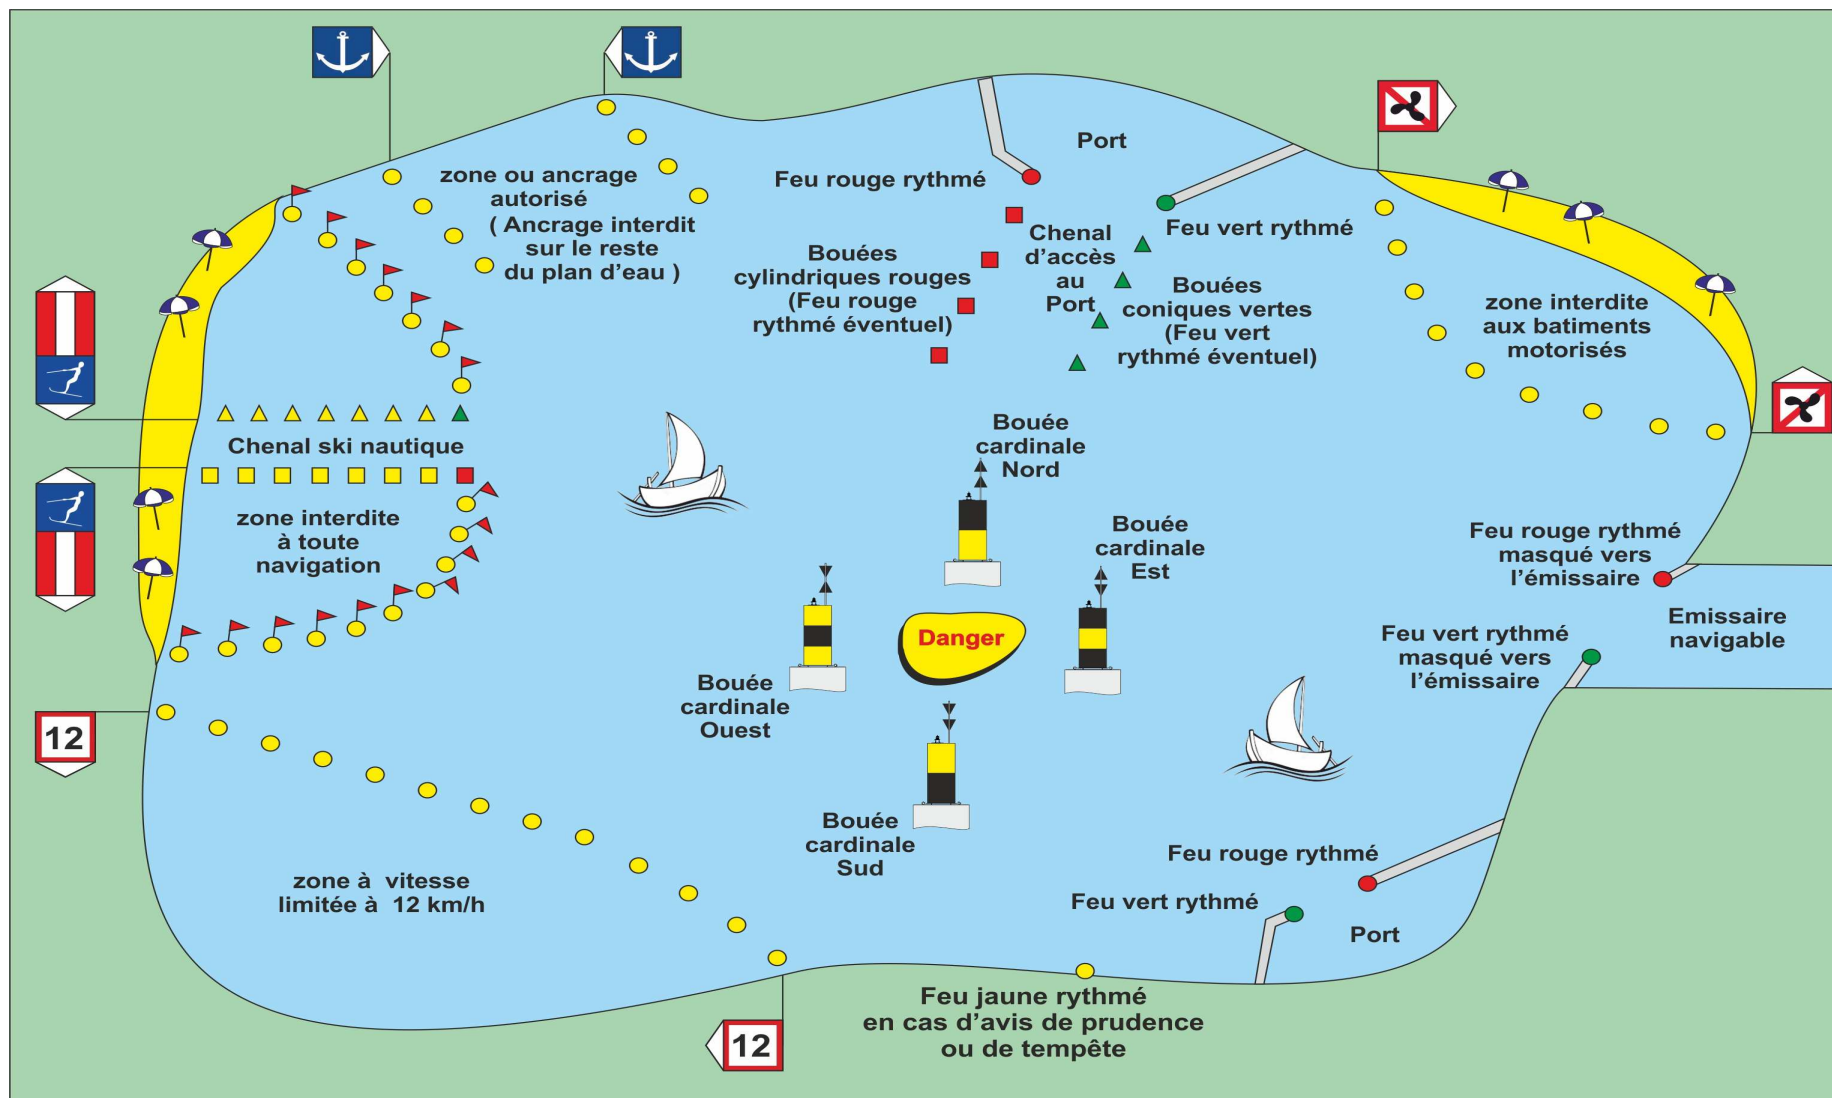 Port
zone ou ancrage
autorisé
( Ancrage interdit
sur le reste
du plan d'eau )
Feu rouge rythmé
Feu vert rythmé
Chenal
d'accès
au
Port
Bouées
cylindriques rouges
(Feu rouge
rythmé éventuel)
Bouées
coniques vertes
(Feu vert
rythmé éventuel)
zone interdite
aux batiments
motorisés
Chenal ski nautique
zone interdite
à toute
navigation
Bouée
cardinale
Nord
Bouée
cardinale
Est
Feu rouge rythmé
masqué vers
l'émissaire
Emissaire
navigable
Feu vert rythmé
masqué vers
l'émissaire
Danger
Bouée
cardinale
Ouest
12
Bouée
cardinale
Sud
zone à vitesse
limitée à 12 km/h
Feu rouge rythmé
Feu vert rythmé
Port
Feu jaune rythmé
en cas d'avis de prudence
ou de tempête
12